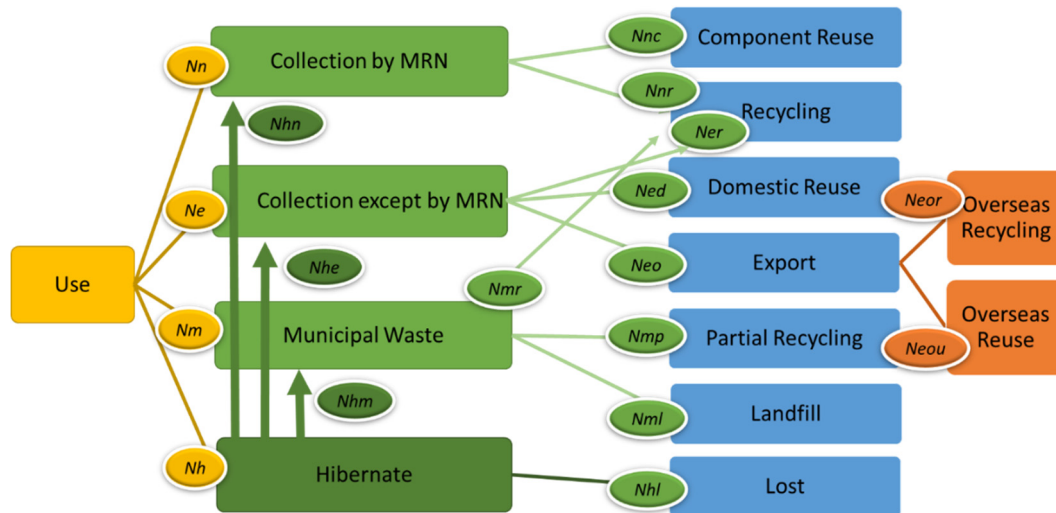 Nn
Collection by MRN
Nnc
Component Reuse
Nhn
Nnr
Recycling
Ner
Ne
Collection except by MRN
Ned
Domestic Reuse
Neor
Overseas
Recycling
Use
Nhe
Nmr
Neo
Export
Nm
Municipal Waste
Nmp
Partial Recycling
Neou
Overseas
Reuse
Nhm
Nml
Landfill
Nh
Hibernate
Nhl
Lost